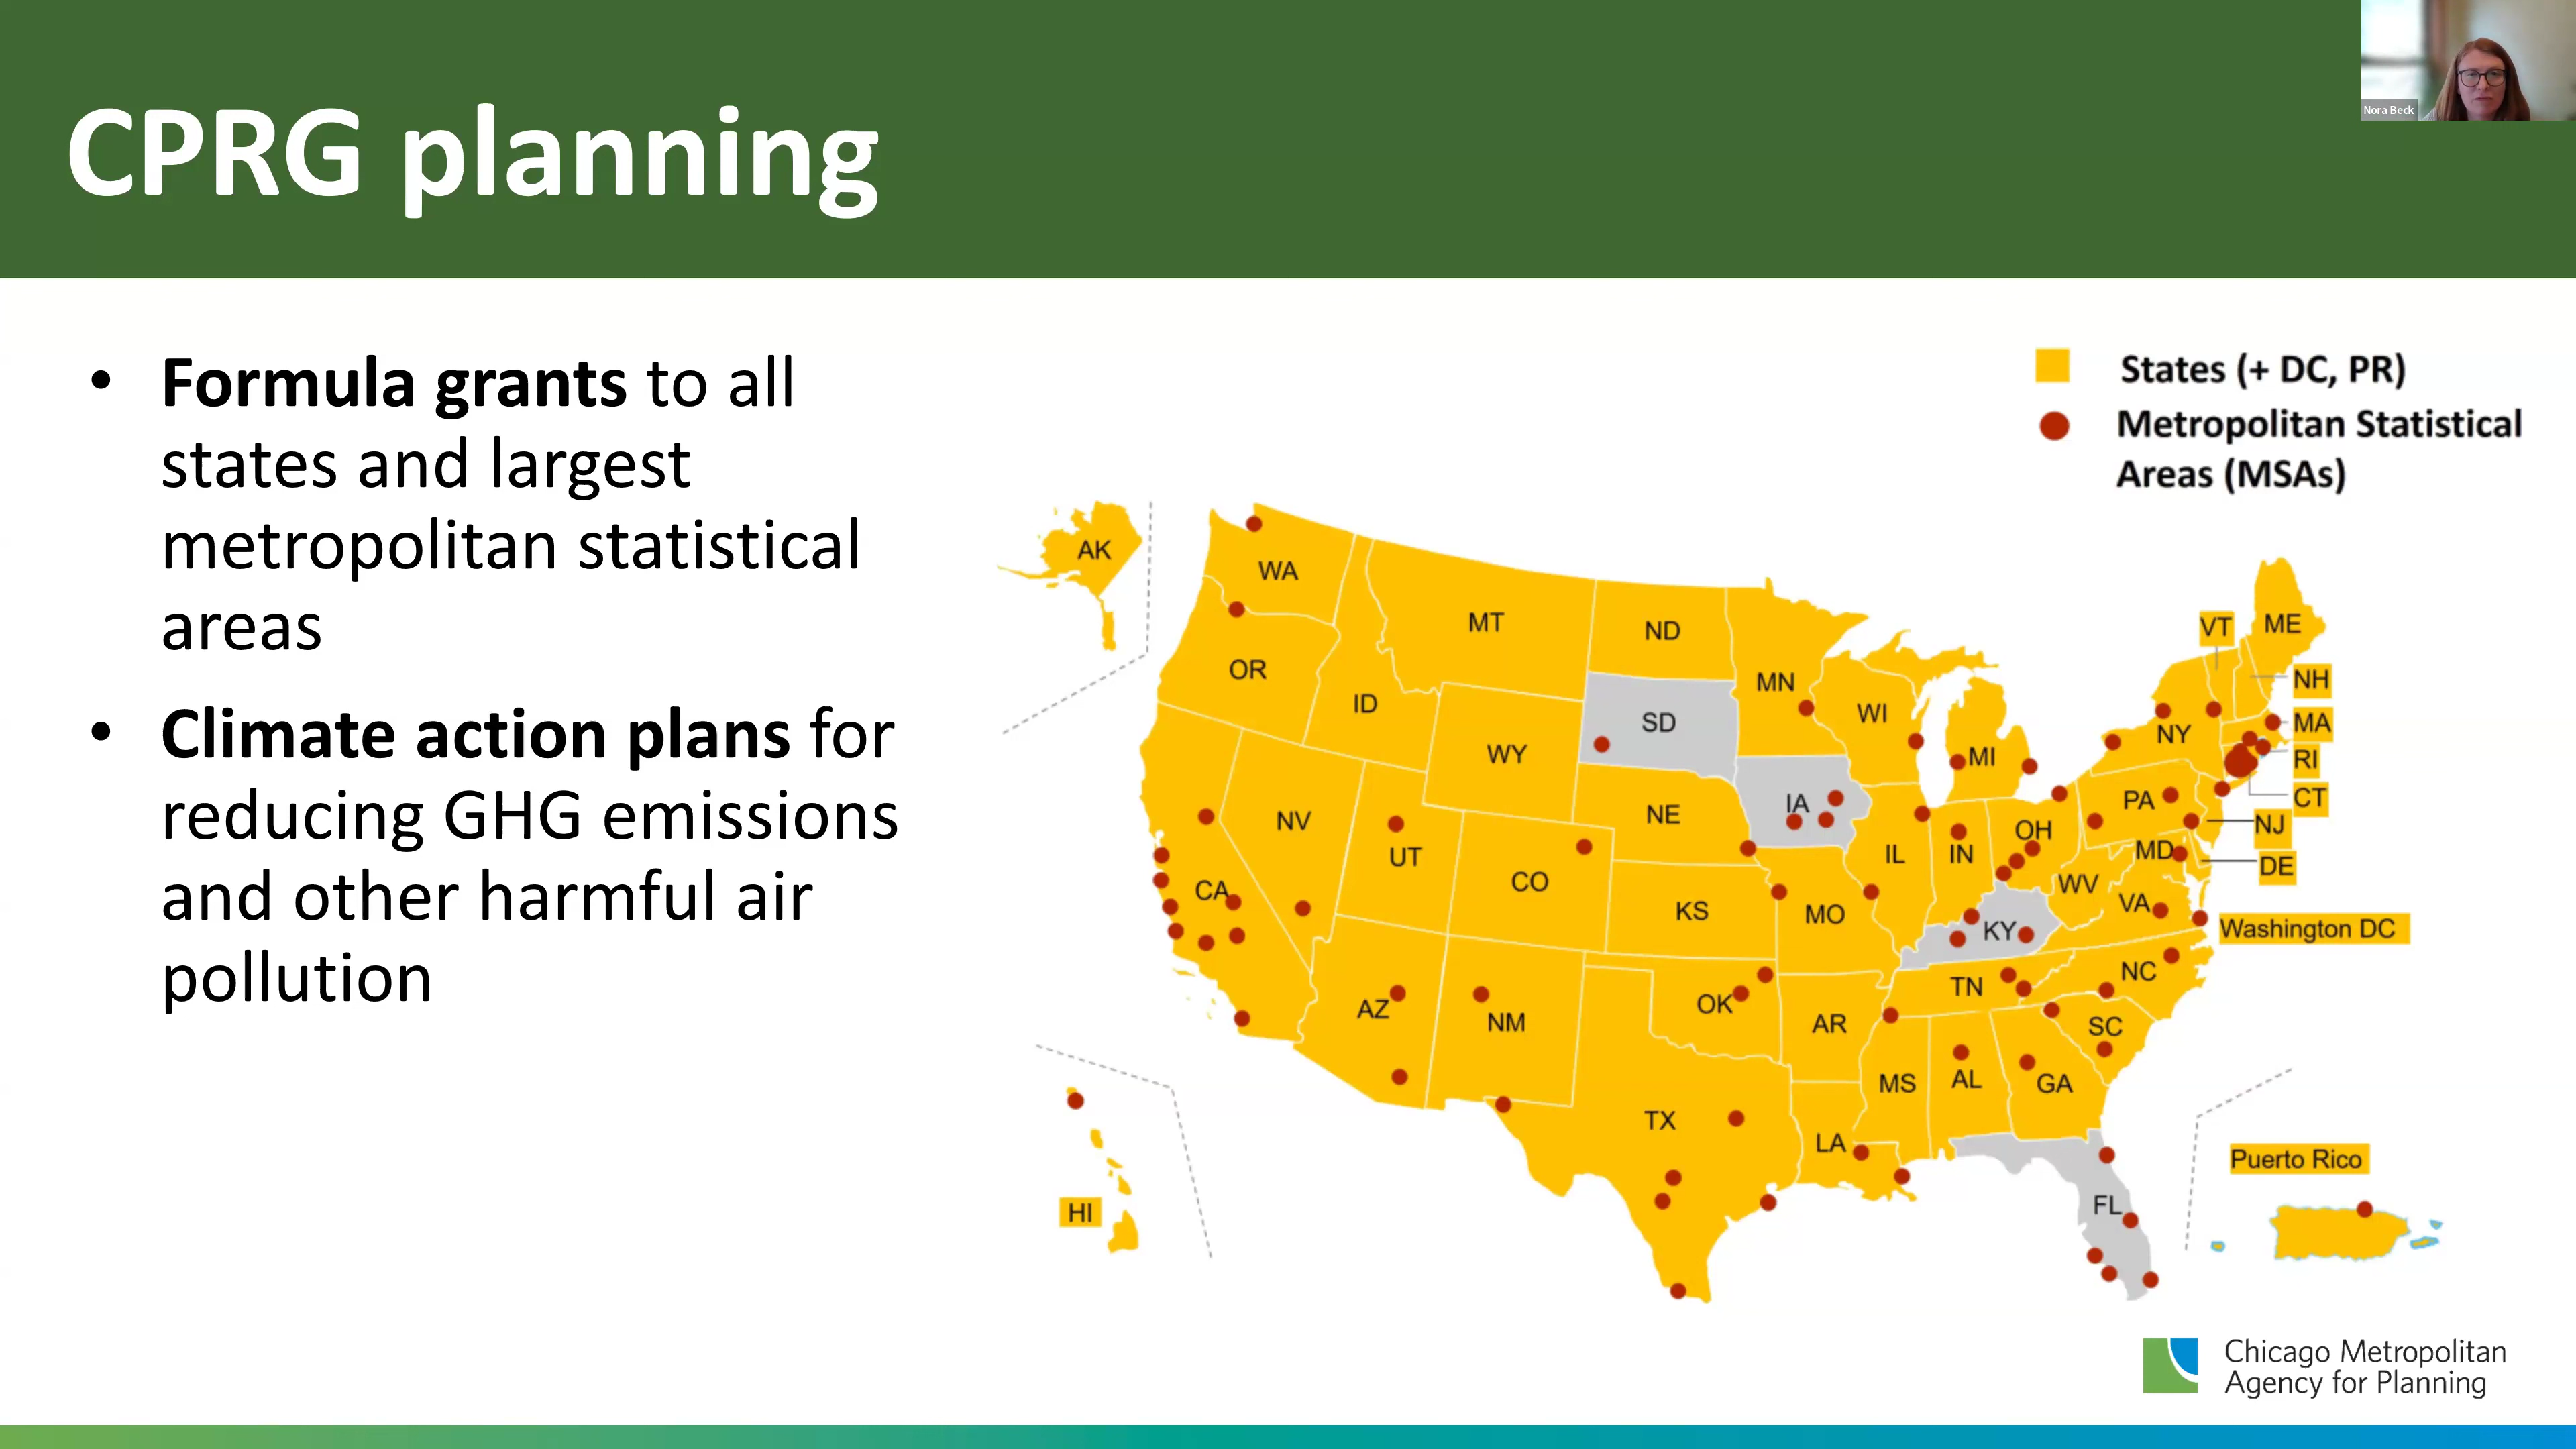 CPRG planning
Nora Beck
• Formula grants to all
states and largest
metropolitan statistical
areas
• Climate action plans for
reducing GHG emissions
and other harmful air
pollution
States (+ DC, PR)
Metropolitan Statistical
Areas (MSAs)
AK
WA
MT
ND
MN
VT
ME
OR
ID
SD
WI
NH
MA
NY
WY
MI
RI
NV
UT
NE
IA
PA
CT
OH
NJ
IL
IN
MD
DE
CA
CO
KS
MO
WV
VA
KY
Washington DC
AZ
NM
OK
AR
TN
NC
SC
MS
AL
GA
TX
LA
Puerto Rico
HI
FL
Chicago Metropolitan
Agency for Planning